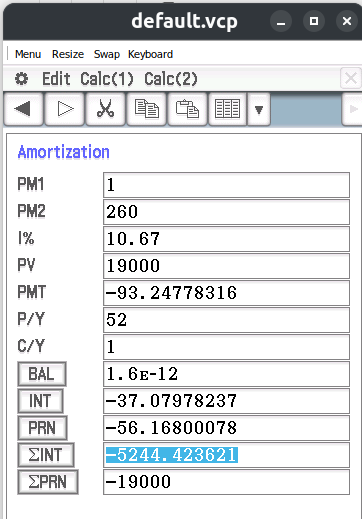 default.vcp
Menu Resize Swap Keyboard
Edit Calc(1) Calc(2)
Amortization
PM1 1
PM2 260
I% 10.67
PV 19000
PMT -93.24778316
P/Y 52
C/Y 1
BAL 1.6E-12
INT -37.07978237
PRN -56.16800078
ΣINT -5244.423621
ΣPRN -19000